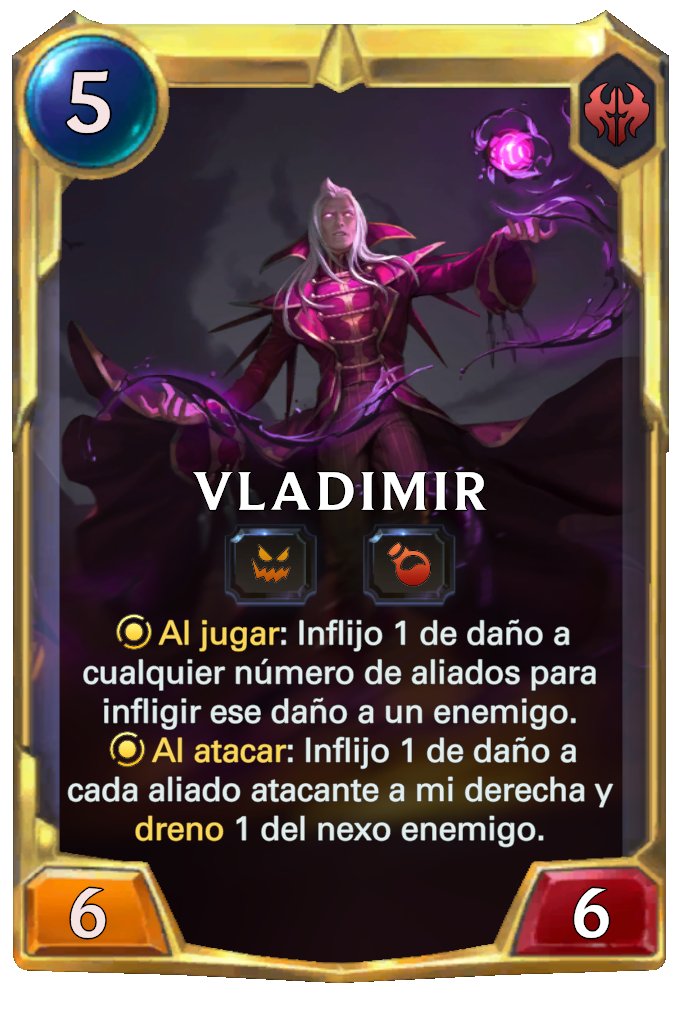 5
VLADIMIR
Al jugar: Inflijo 1 de daño a
cualquier número de aliados para
infligir ese daño a un enemigo.
Al atacar: Inflijo 1 de daño a
cada aliado atacante a mi derecha y
dreno 1 del nexo enemigo.
6
6